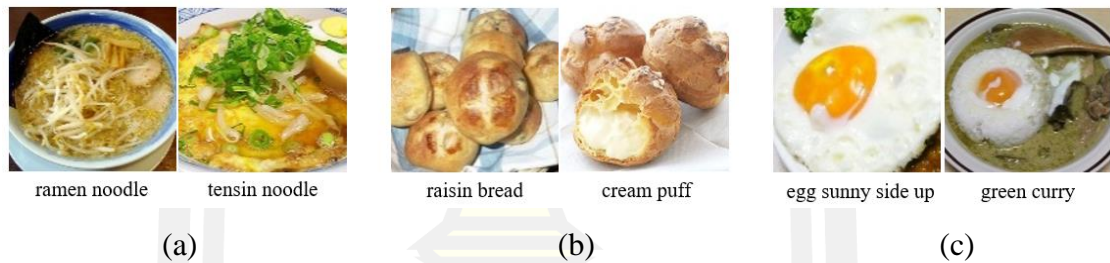 ramen noodle tensin noodle raisin bread cream puff egg sunny side up green curry
(a) (b) (c)